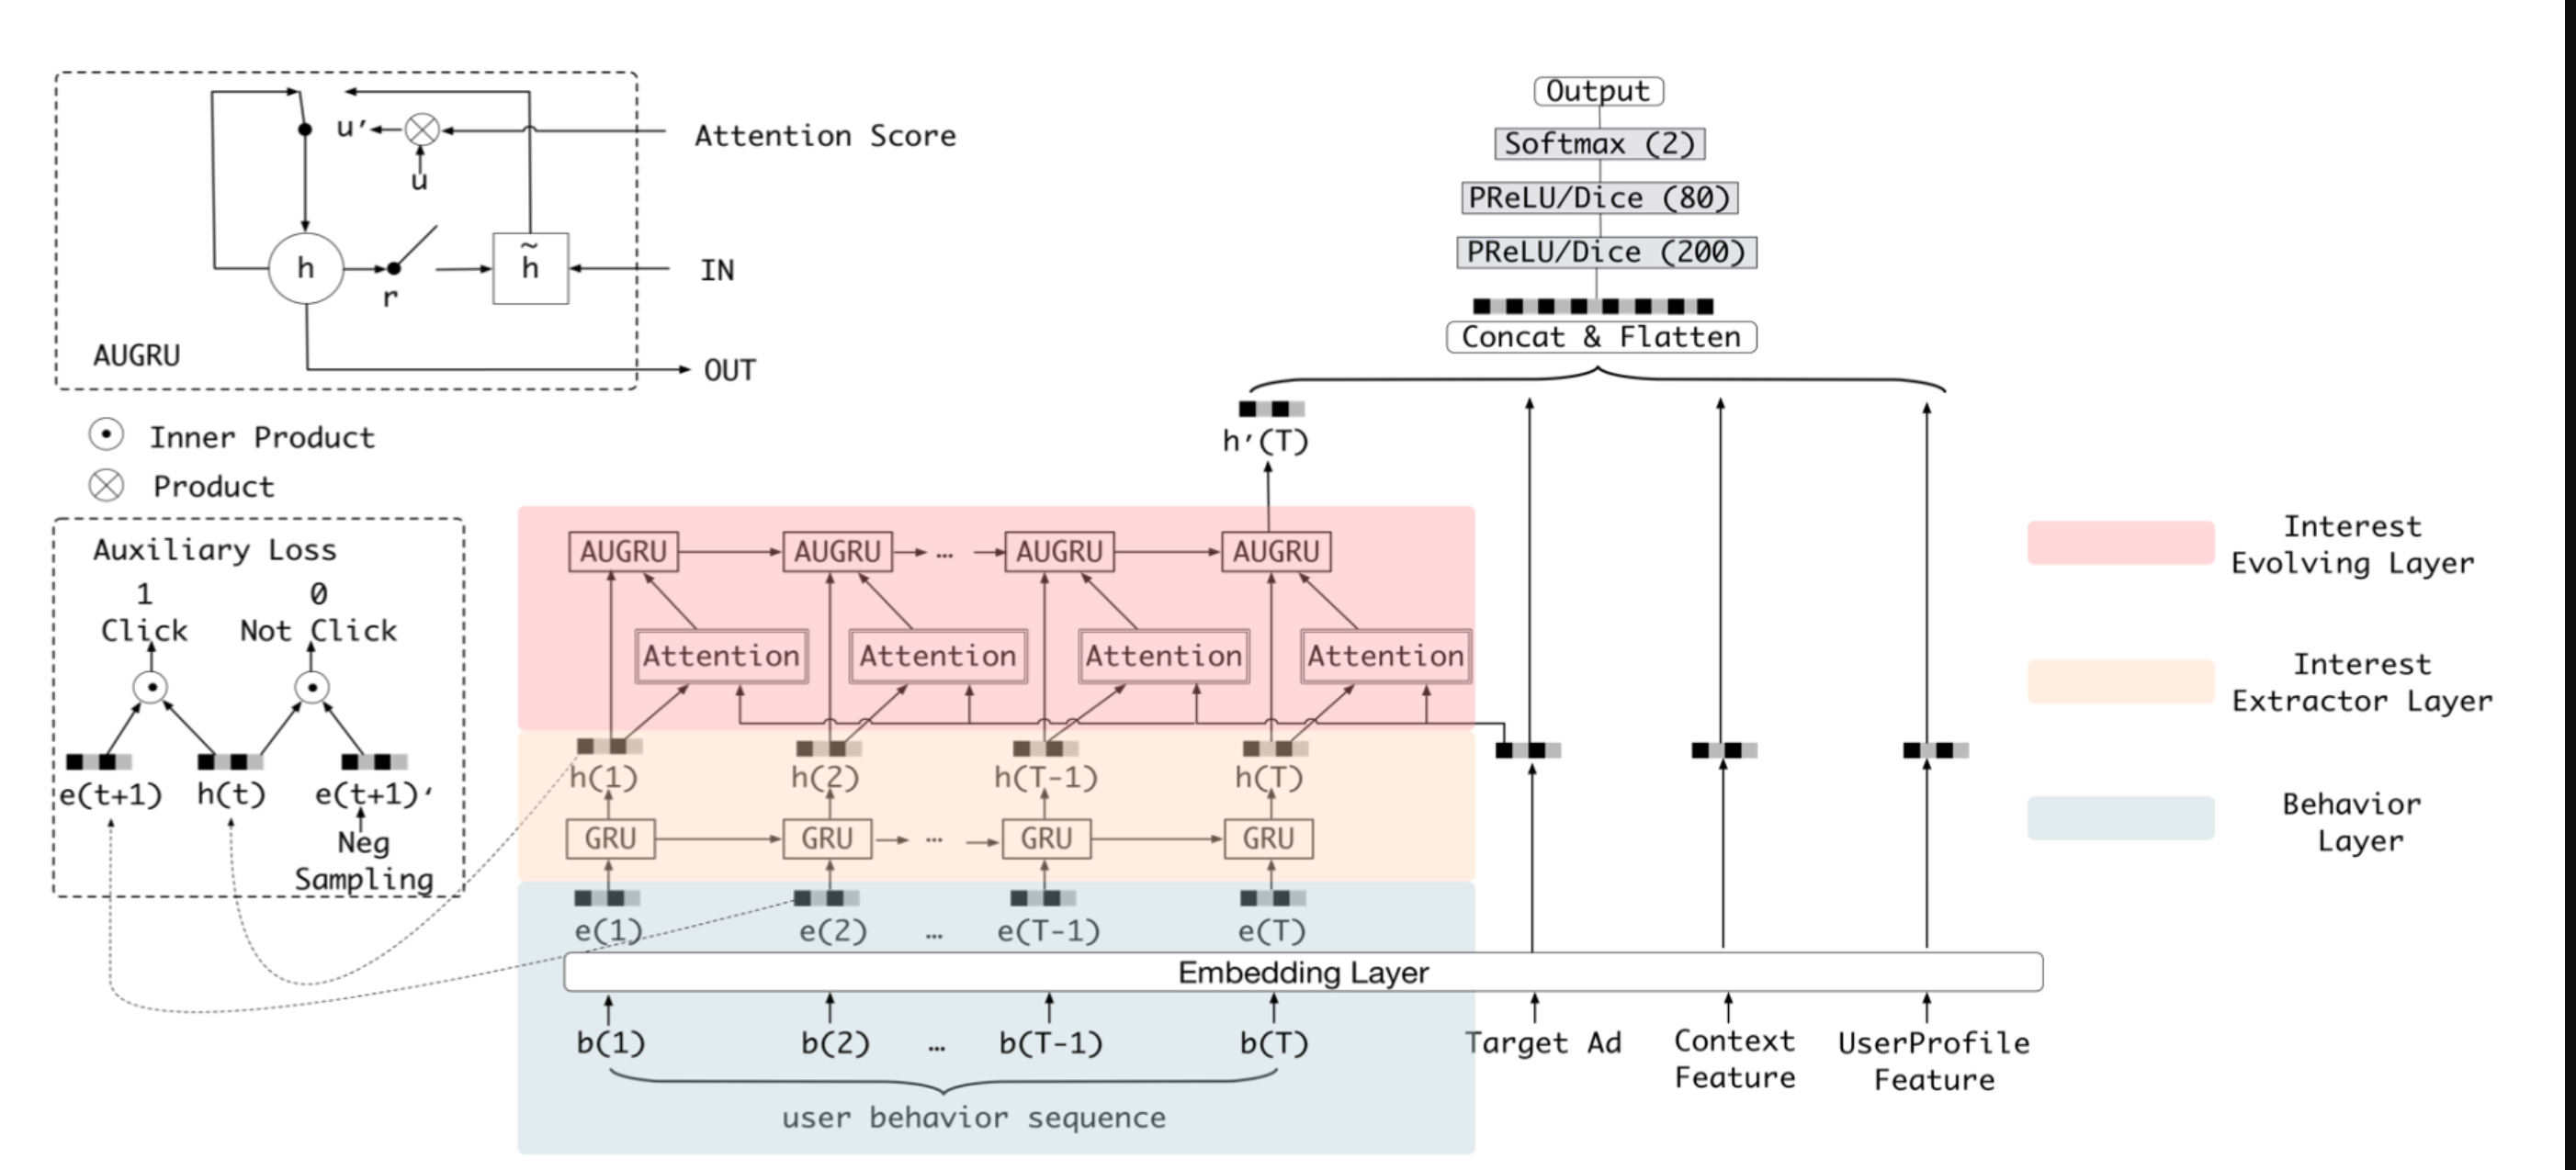 u′
u
Attention Score
h
r
h̃
IN
AUGRU
OUT
Inner Product
Product
Auxiliary Loss
1
0
Click
Not Click
e(t+1)
h(t)
e(t+1)′
Neg
Sampling
Output
Softmax (2)
PReLU/Dice (80)
PReLU/Dice (200)
Concat & Flatten
h′(T)
AUGRU
AUGRU
...
AUGRU
AUGRU
Attention
Attention
Attention
Attention
h(1)
h(2)
h(T-1)
h(T)
GRU
GRU
...
GRU
GRU
e(1)
e(2)
...
e(T-1)
e(T)
Embedding Layer
b(1)
b(2)
...
b(T-1)
b(T)
user behavior sequence
Target Ad
Context
Feature
UserProfile
Feature
Interest
Evolving Layer
Interest
Extractor Layer
Behavior
Layer